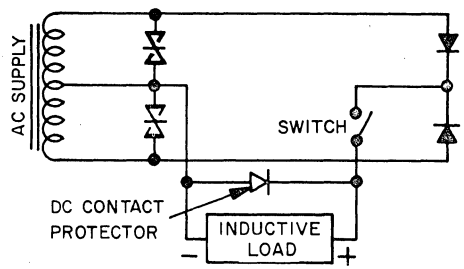 AC SUPPLY
SWITCH
DC CONTACT
PROTECTOR
INDUCTIVE
LOAD
- +